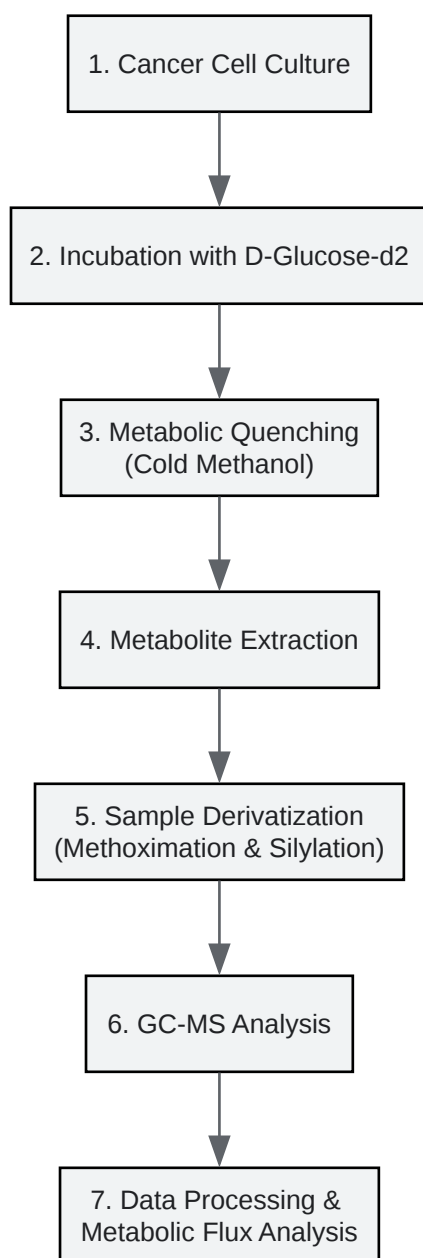 1. Cancer Cell Culture
2. Incubation with D-Glucose-d2
3. Metabolic Quenching
(Cold Methanol)
4. Metabolite Extraction
5. Sample Derivatization
(Methoximation & Silylation)
6. GC-MS Analysis
7. Data Processing &
Metabolic Flux Analysis